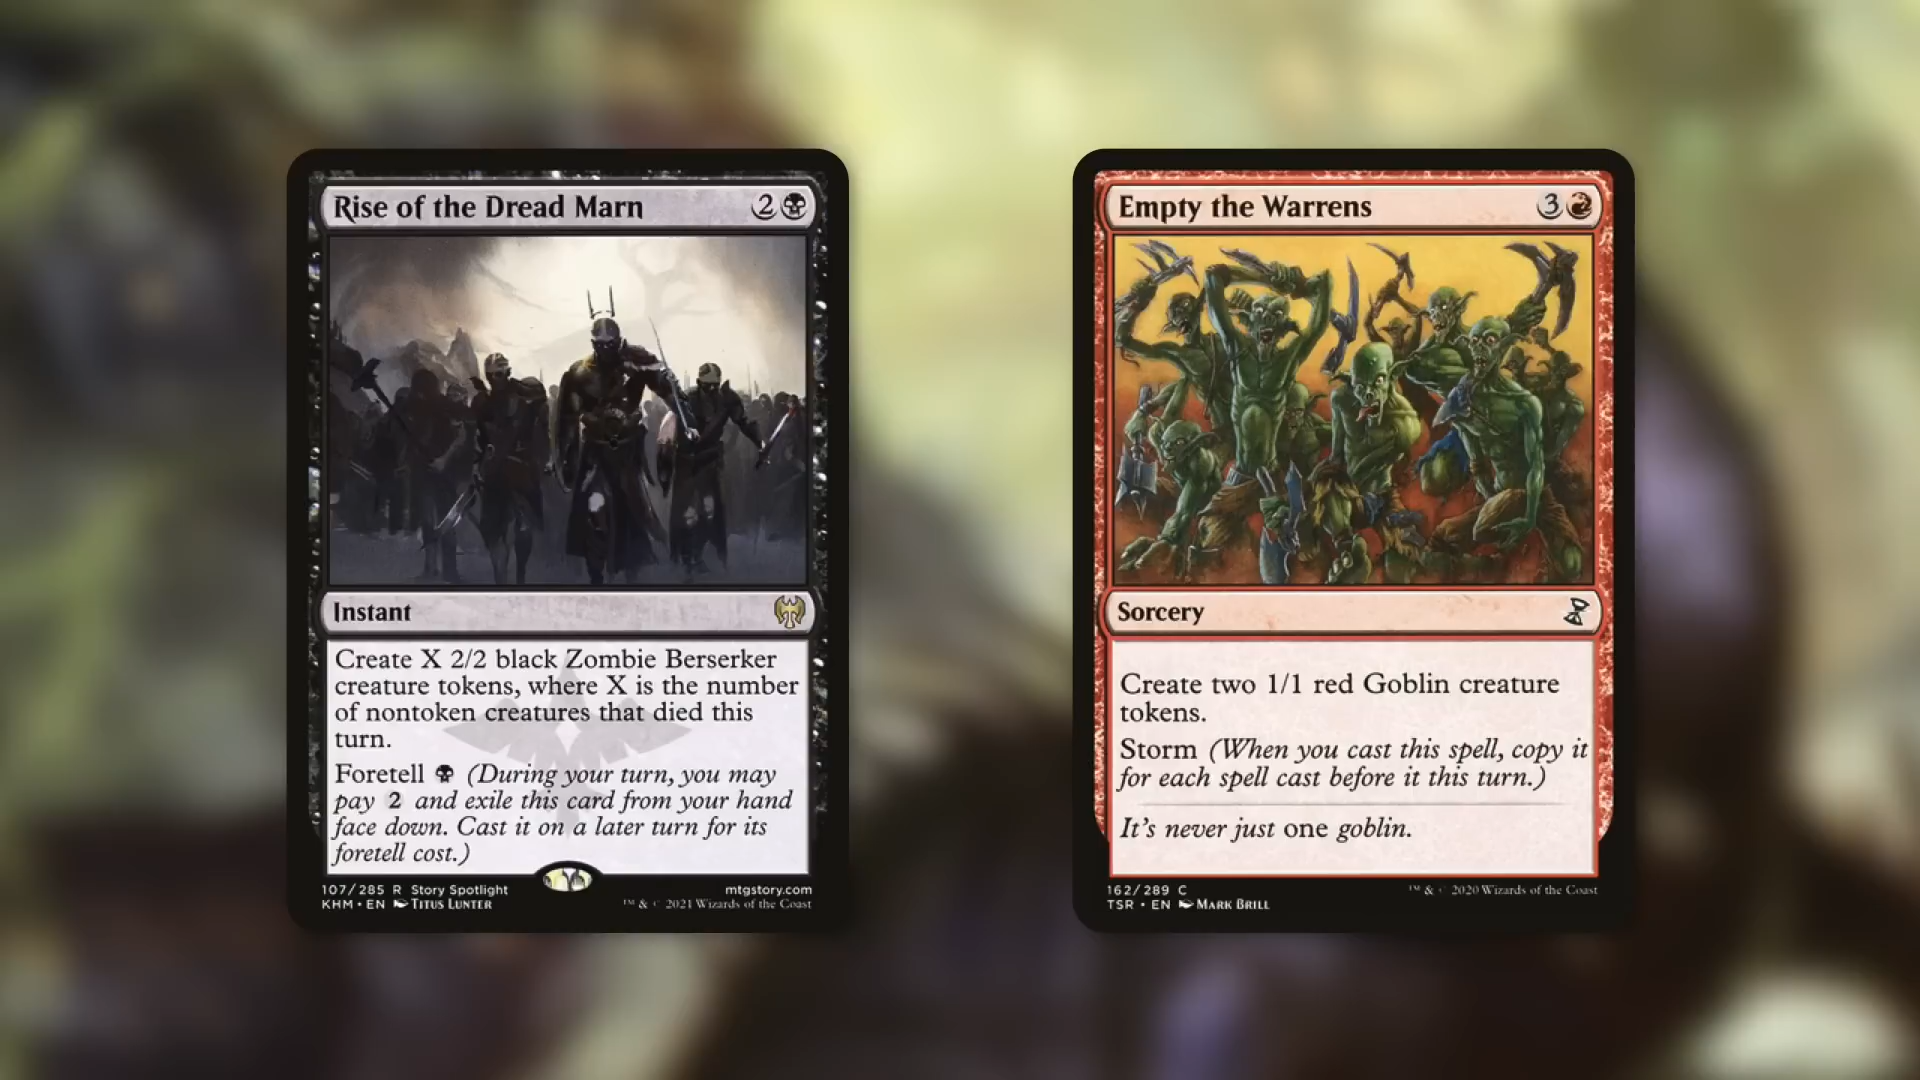 Rise of the Dread Marn 2
Instant
Create X 2/2 black Zombie Berserker
creature tokens, where X is the number
of nontoken creatures that died this
turn.
Foretell (During your turn, you may
pay 2 and exile this card from your hand
face down. Cast it on a later turn for its
foretell cost.)
107/285 R Story Spotlight
KHM • EN Titus Lunter
mtgstory.com
™ & © 2021 Wizards of the Coast
Empty the Warrens 3
Sorcery
Create two 1/1 red Goblin creature
tokens.
Storm (When you cast this spell, copy it
for each spell cast before it this turn.)
It's never just one goblin.
162/289 C
TSR • EN Mark Brill
™ & © 2020 Wizards of the Coast